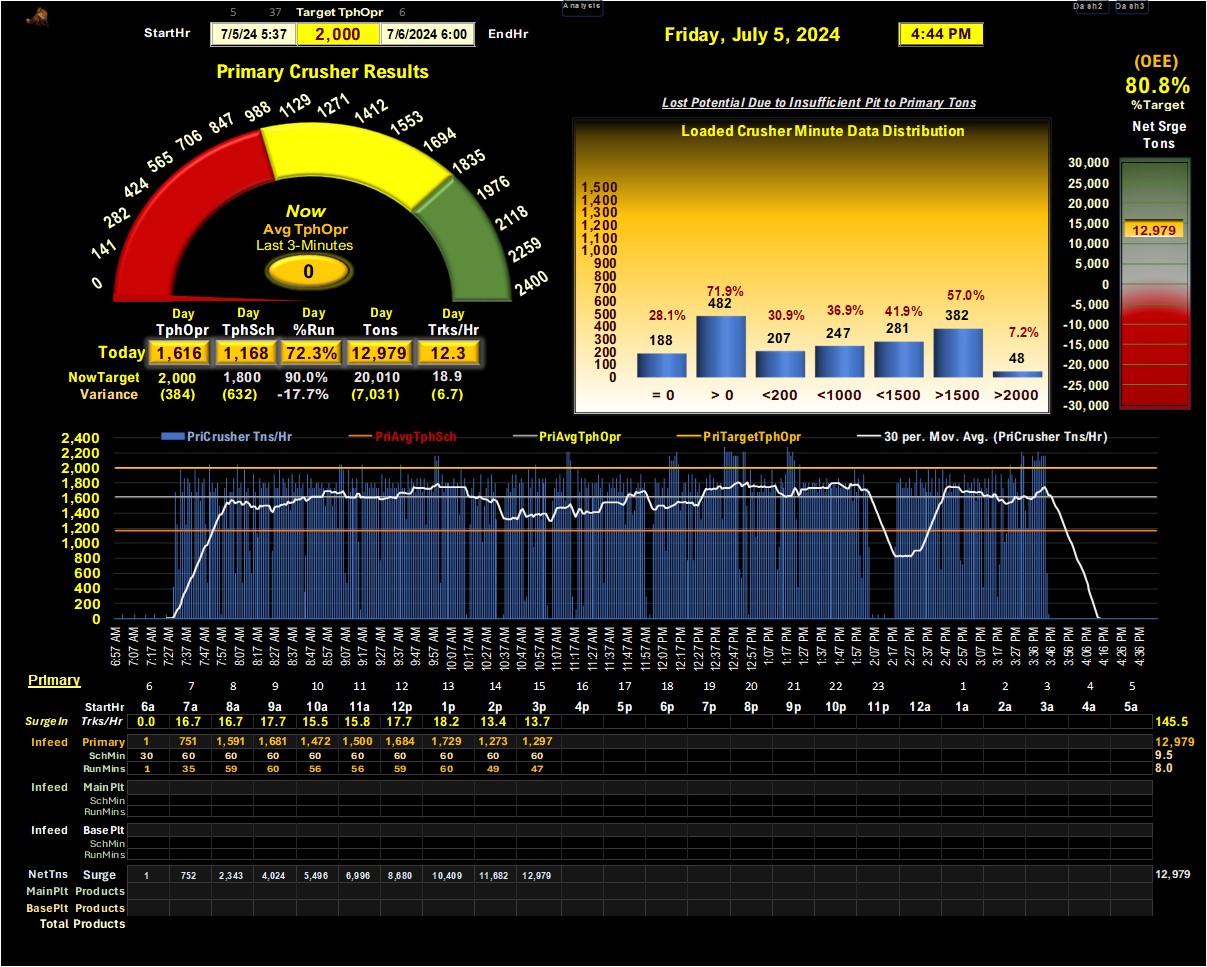 5 37 Target TphOpr 6
Analysis
Dash2 Dash3
StartHr 7/5/24 5:37 2,000 7/6/2024 6:00 EndHr
Friday, July 5, 2024
4:44 PM
(OEE)
80.8%
%Target
Net Srge
Tons
30,000
25,000
20,000
15,000
12,979
10,000
5,000
0
-5,000
-10,000
-15,000
-20,000
-25,000
-30,000
Primary Crusher Results
0 141 282 424 565 706 847 988 1129 1271 1412 1553 1694 1835 1976 2118 2259 2400
Now
Avg TphOpr
Last 3-Minutes
0
Day Day Day Day Day
TphOpr TphSch %Run Tons Trks/Hr
Today 1,616 1,168 72.3% 12,979 12.3
NowTarget 2,000 1,800 90.0% 20,010 18.9
Variance (384) (632) -17.7% (7,031) (6.7)
Lost Potential Due to Insufficient Pit to Primary Tons
Loaded Crusher Minute Data Distribution
1,500
1,400
1,300
1,200
1,100
1,000
900
800
700
600
500
400
300
200
100
0
28.1% 71.9% 30.9% 36.9% 41.9% 57.0% 7.2%
188 482 207 247 281 382 48
= 0 > 0 <200 <1000 <1500 >1500 >2000
PriCrusher Tns/Hr PriAvgTphSch PriAvgTphOpr PriTargetTphOpr 30 per. Mov. Avg. (PriCrusher Tns/Hr)
2,400
2,200
2,000
1,800
1,600
1,400
1,200
1,000
800
600
400
200
0
6:57 AM 7:07 AM 7:17 AM 7:27 AM 7:37 AM 7:47 AM 7:57 AM 8:07 AM 8:17 AM 8:27 AM 8:37 AM 8:47 AM 8:57 AM 9:07 AM 9:17 AM 9:27 AM 9:37 AM 9:47 AM 9:57 AM 10:07 AM 10:17 AM 10:27 AM 10:37 AM 10:47 AM 10:57 AM 11:07 AM 11:17 AM 11:27 AM 11:37 AM 11:47 AM 11:57 AM 12:07 PM 12:17 PM 12:27 PM 12:37 PM 12:47 PM 12:57 PM 1:07 PM 1:17 PM 1:27 PM 1:37 PM 1:47 PM 1:57 PM 2:07 PM 2:17 PM 2:27 PM 2:37 PM 2:47 PM 2:57 PM 3:07 PM 3:17 PM 3:26 PM 3:36 PM 3:46 PM 3:56 PM 4:06 PM 4:16 PM 4:26 PM 4:36 PM
Primary 6 7 8 9 10 11 12 13 14 15 16 17 18 19 20 21 22 23 1 2 3 4 5
StartHr 6a 7a 8a 9a 10a 11a 12p 1p 2p 3p 4p 5p 6p 7p 8p 9p 10p 11p 12a 1a 2a 3a 4a 5a
SurgeIn Trks/Hr 0.0 16.7 16.7 17.7 15.5 15.8 17.7 18.2 13.4 13.7 145.5
Infeed Primary 1 751 1,591 1,681 1,472 1,500 1,684 1,729 1,273 1,297 12,979
SchMin 30 60 60 60 60 60 60 60 60 60 9.5
RunMins 1 35 59 60 56 56 59 60 49 47 8.0
Infeed Main Plt
SchMin
RunMins
Infeed Base Plt
SchMin
RunMins
NetTns Surge 1 752 2,343 4,024 5,496 6,996 8,680 10,409 11,682 12,979 12,979
MainPlt Products
BasePlt Products
Total Products